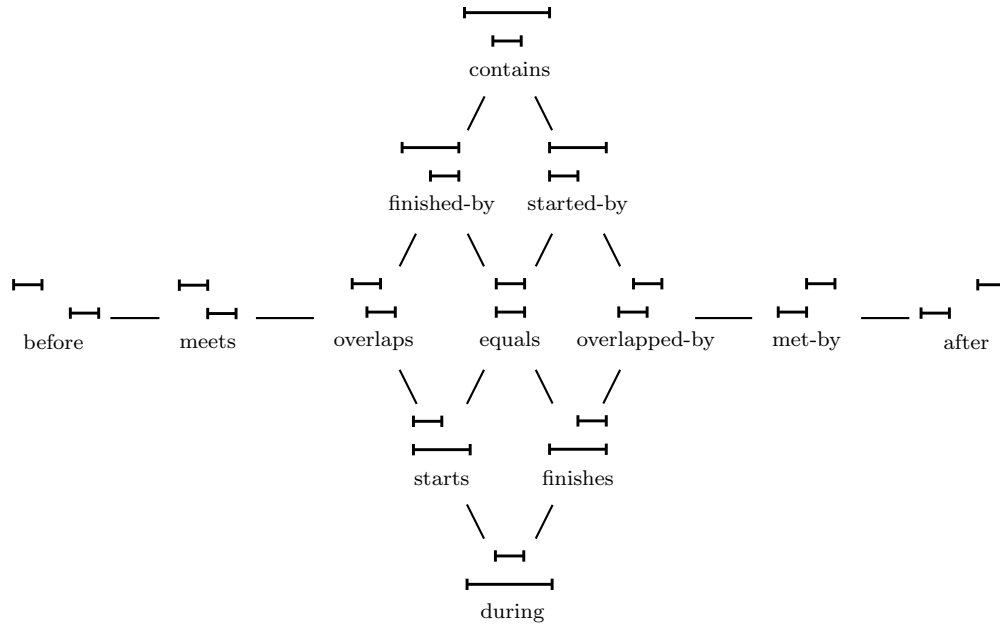 contains
finished-by
started-by
before
meets
overlaps
equals
overlapped-by
met-by
after
starts
finishes
during